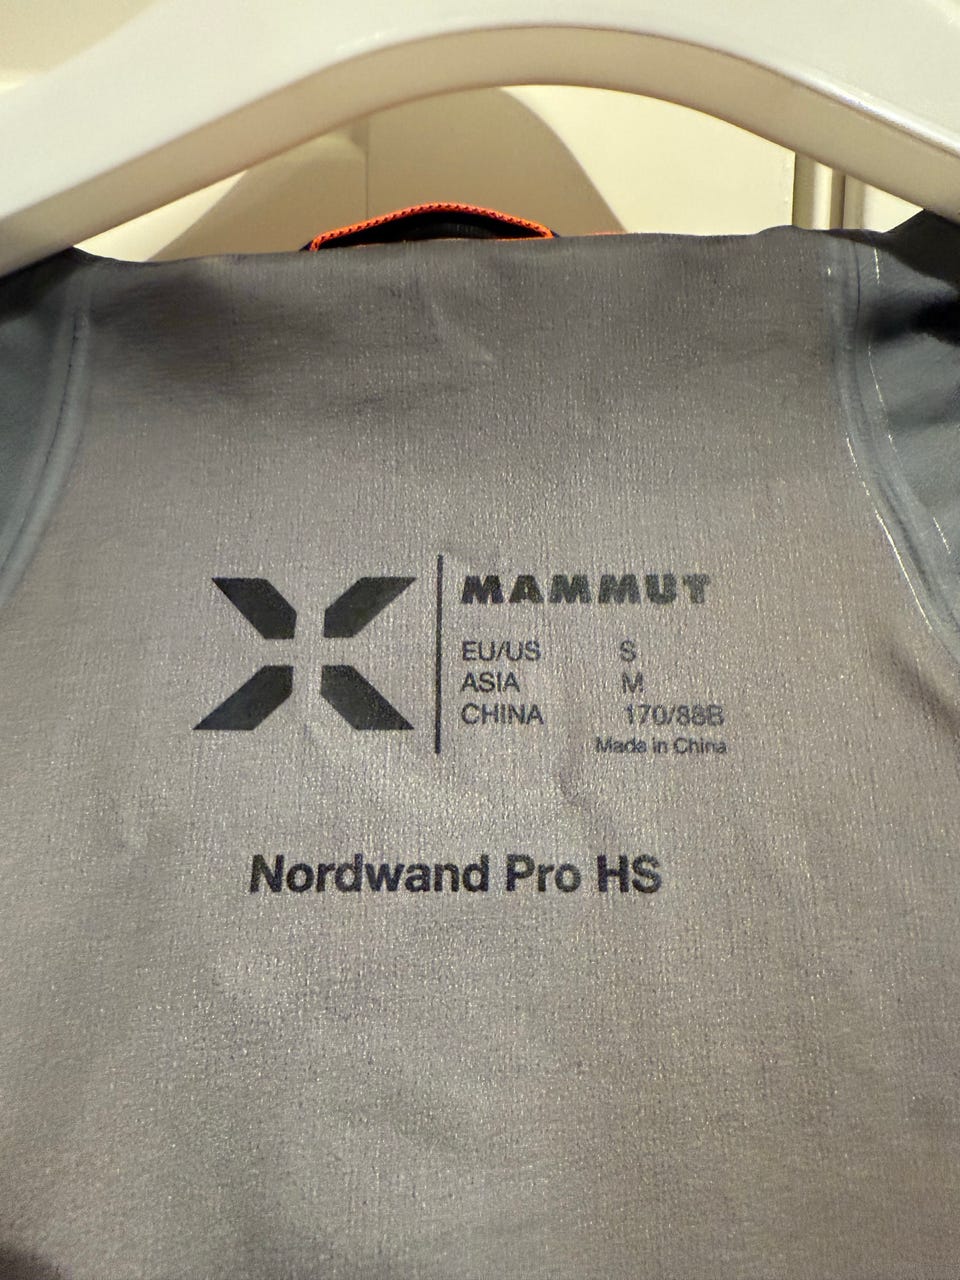 MAMMUT
EU/US S
ASIA M
CHINA 170/88B
Made in China
Nordwand Pro HS